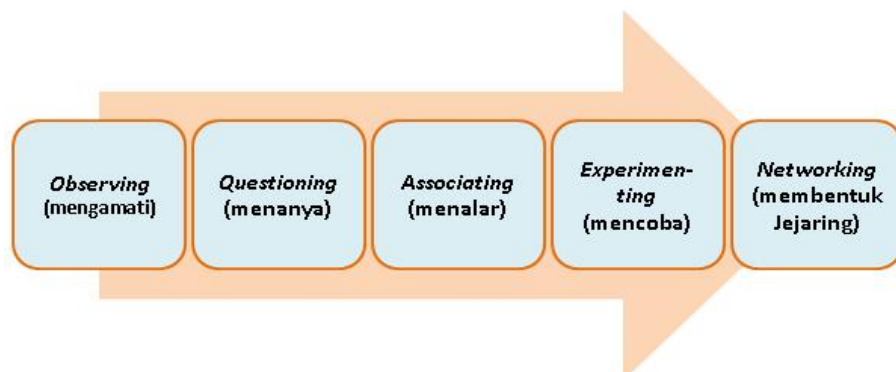 Observing
(mengamati)
Questioning
(menanya)
Associating
(menalar)
Experimen-
ting
(mencoba)
Networking
(membentuk
Jejaring)